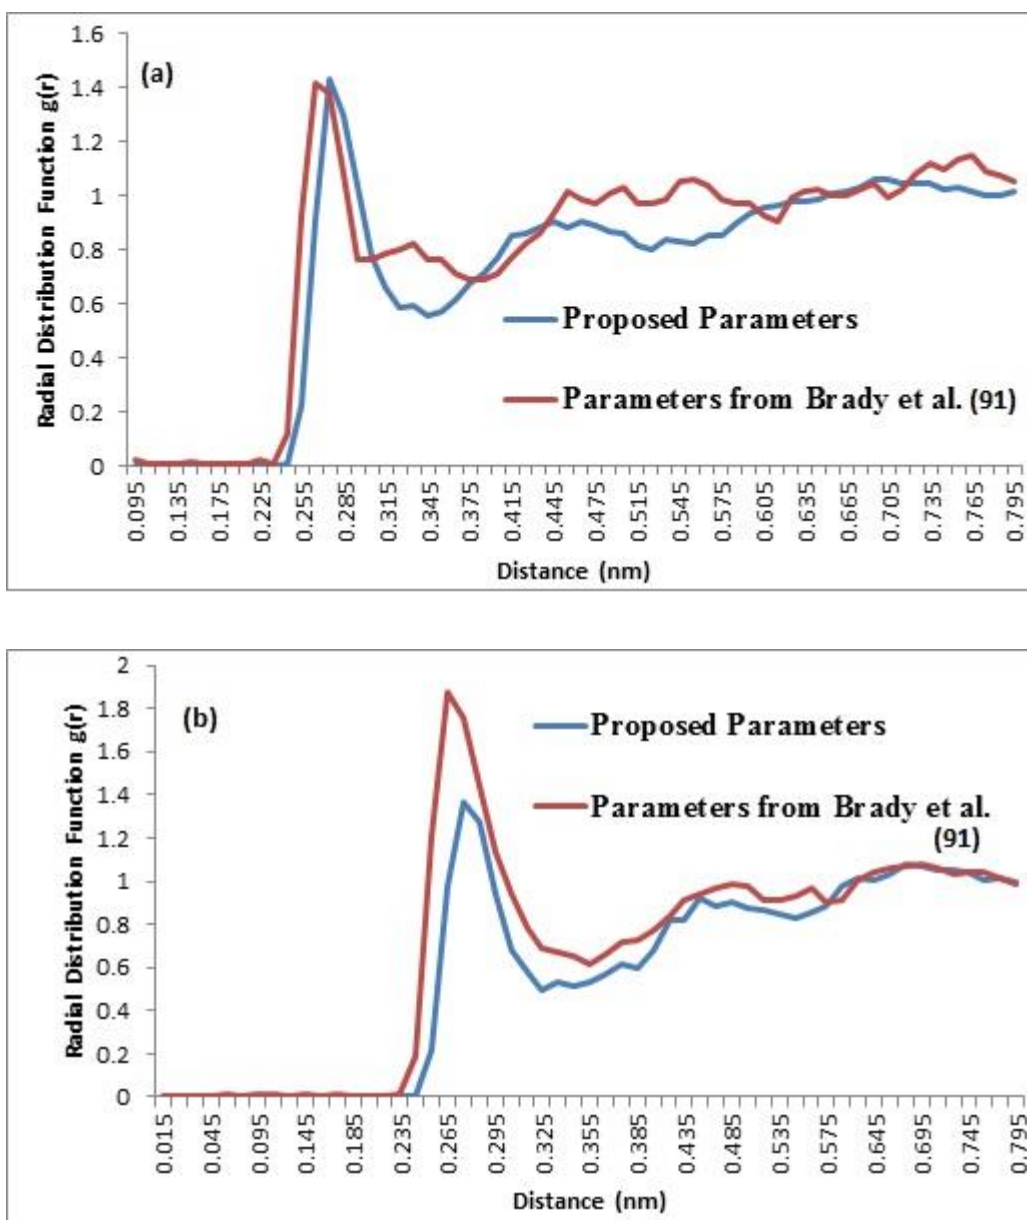 (a)
Radial Distribution Function g(r)
1.6
1.4
1.2
1
0.8
0.6
0.4
0.2
0
Proposed Parameters
Parameters from Brady et al. (91)
0.095 0.135 0.175 0.225 0.255 0.285 0.315 0.345 0.375 0.415 0.445 0.475 0.515 0.545 0.575 0.605 0.635 0.665 0.705 0.735 0.765 0.795
Distance (nm)
(b)
Radial Distribution Function g(r)
2
1.8
1.6
1.4
1.2
1
0.8
0.6
0.4
0.2
0
Proposed Parameters
Parameters from Brady et al.
(91)
0.015 0.045 0.095 0.145 0.185 0.235 0.265 0.295 0.325 0.355 0.385 0.435 0.485 0.535 0.575 0.645 0.695 0.745 0.795
Distance (nm)